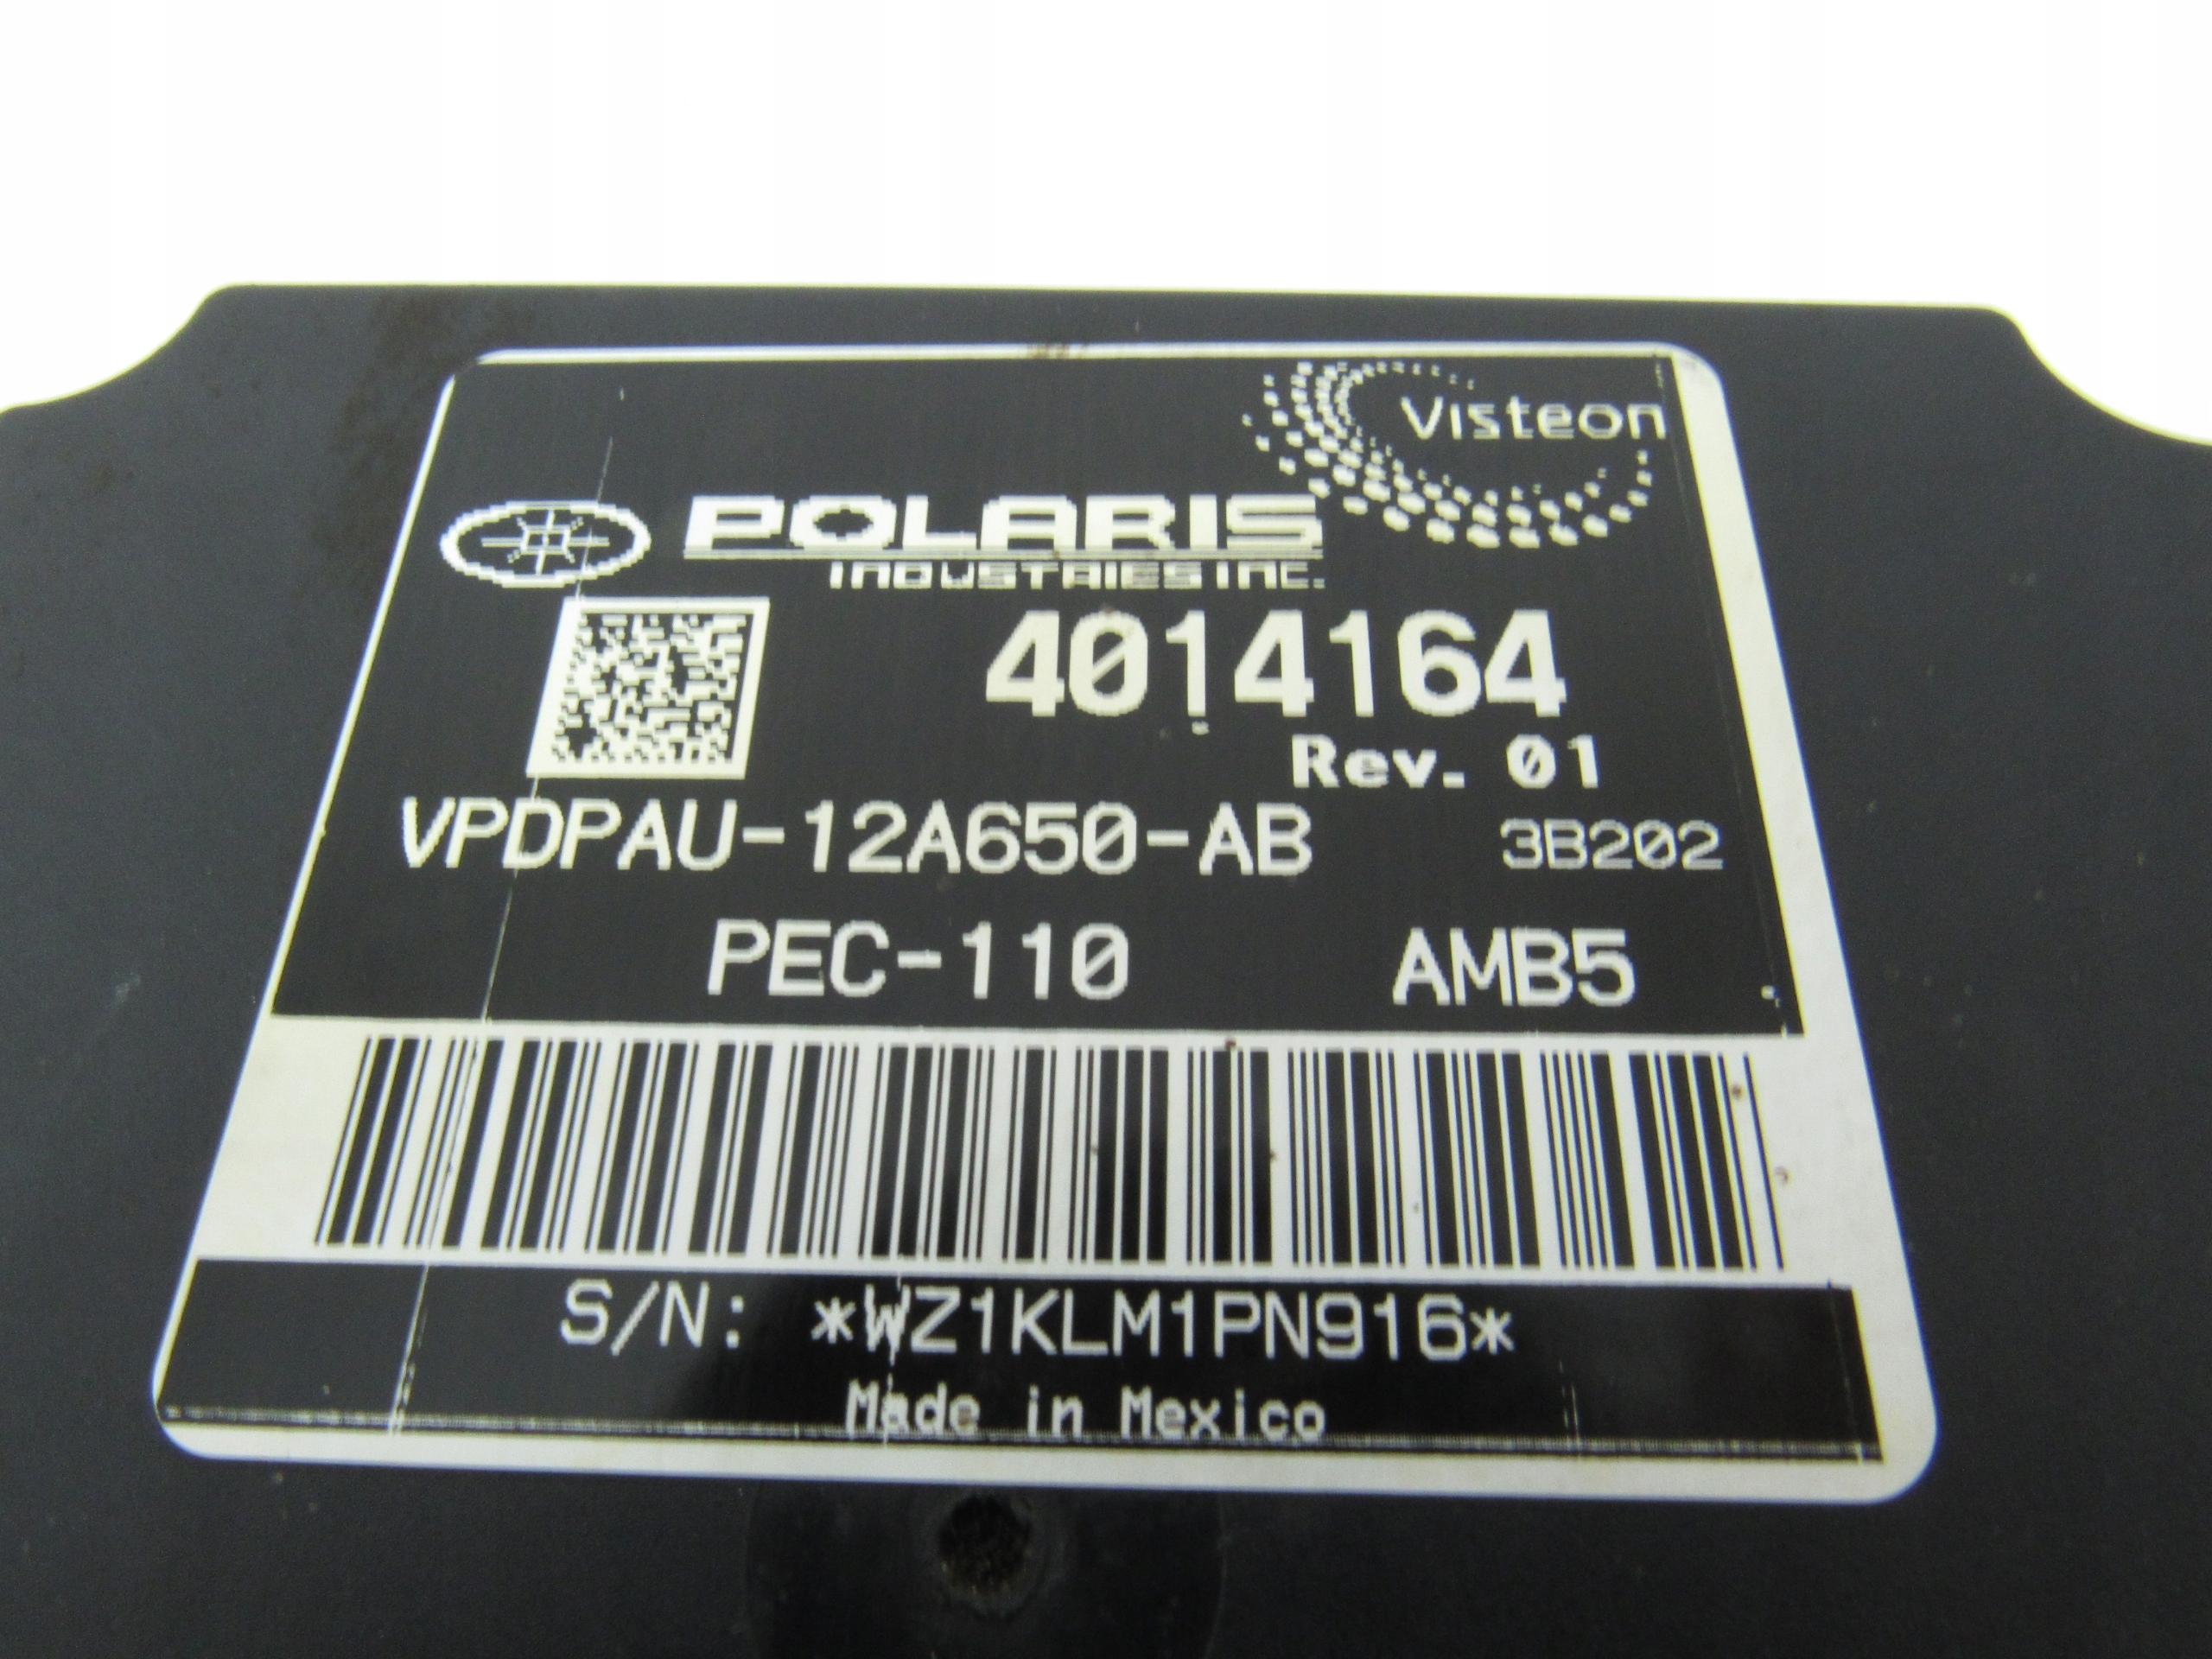 Visteon
POLARIS
INDUSTRIES INC.
4014164
Rev. 01
VPDPAU-12A650-AB 3B202
PEC-110 AMB5
S/N: *WZ1KLM1PN916*
Made in Mexico